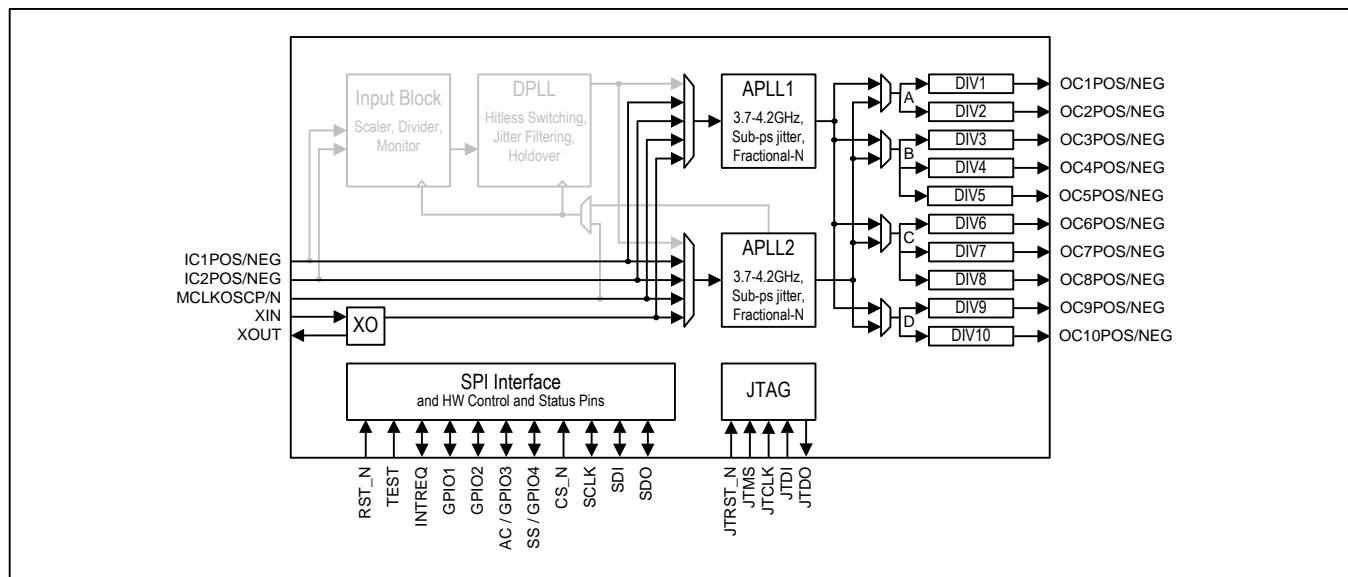 Input Block
Scaler, Divider,
Monitor
DPLL
Hitless Switching,
Jitter Filtering,
Holdover
APLL1
3.7-4.2GHz,
Sub-ps jitter,
Fractional-N
APLL2
3.7-4.2GHz,
Sub-ps jitter,
Fractional-N
A
B
C
D
DIV1
DIV2
DIV3
DIV4
DIV5
DIV6
DIV7
DIV8
DIV9
DIV10
OC1POS/NEG
OC2POS/NEG
OC3POS/NEG
OC4POS/NEG
OC5POS/NEG
OC6POS/NEG
OC7POS/NEG
OC8POS/NEG
OC9POS/NEG
OC10POS/NEG
IC1POS/NEG
IC2POS/NEG
MCLKOSCP/N
XIN
XOUT
XO
SPI Interface
and HW Control and Status Pins
JTAG
RST_N
TEST
INTREQ
GPIO1
GPIO2
AC / GPIO3
SS / GPIO4
CS_N
SCLK
SDI
SDO
JTRST_N
JTMS
JTCLK
JTDI
JTDO